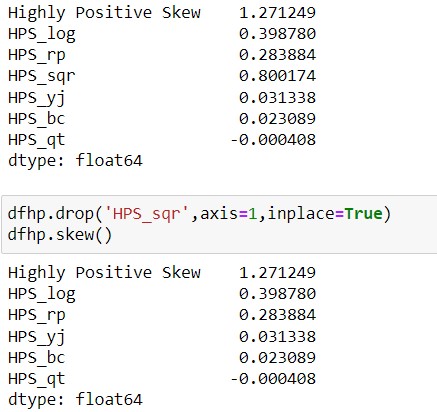 Highly Positive Skew    1.271249
HPS_log                 0.398780
HPS_rp                  0.283884
HPS_sqr                 0.800174
HPS_yj                  0.031338
HPS_bc                  0.023089
HPS_qt                 -0.000408
dtype: float64
dfhp.drop('HPS_sqr',axis=1,inplace=True)
dfhp.skew()
Highly Positive Skew    1.271249
HPS_log                 0.398780
HPS_rp                  0.283884
HPS_yj                  0.031338
HPS_bc                  0.023089
HPS_qt                 -0.000408
dtype: float64